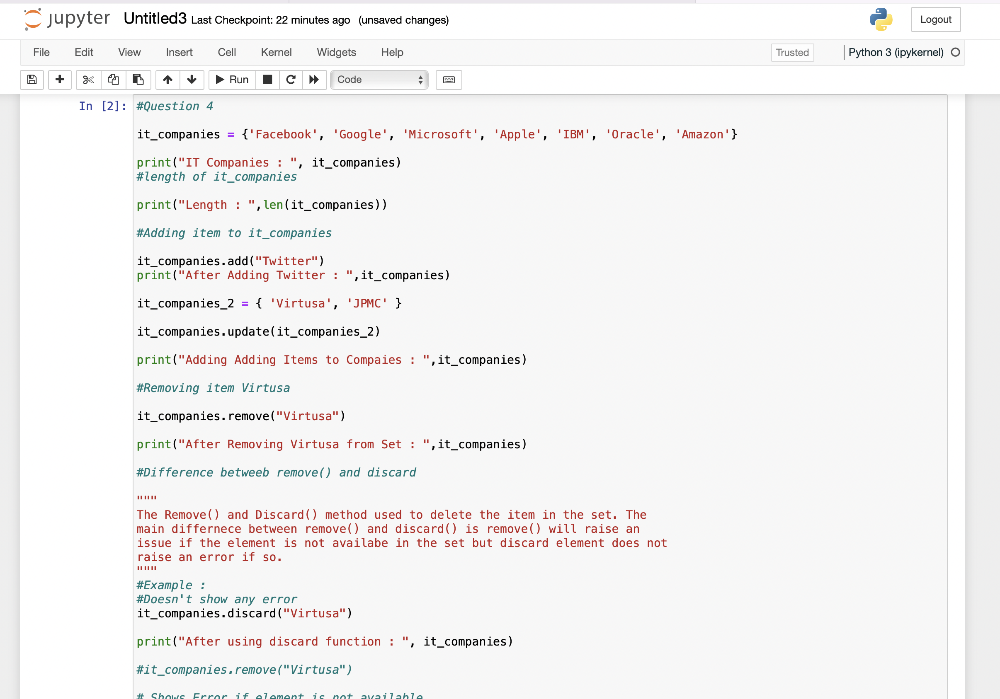 jupyter Untitled3 Last Checkpoint: 22 minutes ago (unsaved changes)
Logout
File Edit View Insert Cell Kernel Widgets Help Trusted Python 3 (ipykernel)
Run Code
In [2]: #Question 4
it_companies = {'Facebook', 'Google', 'Microsoft', 'Apple', 'IBM', 'Oracle', 'Amazon'}
print("IT Companies : ", it_companies)
#length of it_companies
print("Length : ",len(it_companies))
#Adding item to it_companies
it_companies.add("Twitter")
print("After Adding Twitter : ",it_companies)
it_companies_2 = { 'Virtusa', 'JPMC' }
it_companies.update(it_companies_2)
print("Adding Adding Items to Compaies : ",it_companies)
#Removing item Virtusa
it_companies.remove("Virtusa")
print("After Removing Virtusa from Set : ",it_companies)
#Difference betweeb remove() and discard
"""
The Remove() and Discard() method used to delete the item in the set. The
main differnece between remove() and discard() is remove() will raise an
issue if the element is not availabe in the set but discard element does not
raise an error if so.
"""
#Example :
#Doesn't show any error
it_companies.discard("Virtusa")
print("After using discard function : ", it_companies)
#it_companies.remove("Virtusa")
# Shows Error if element is not available